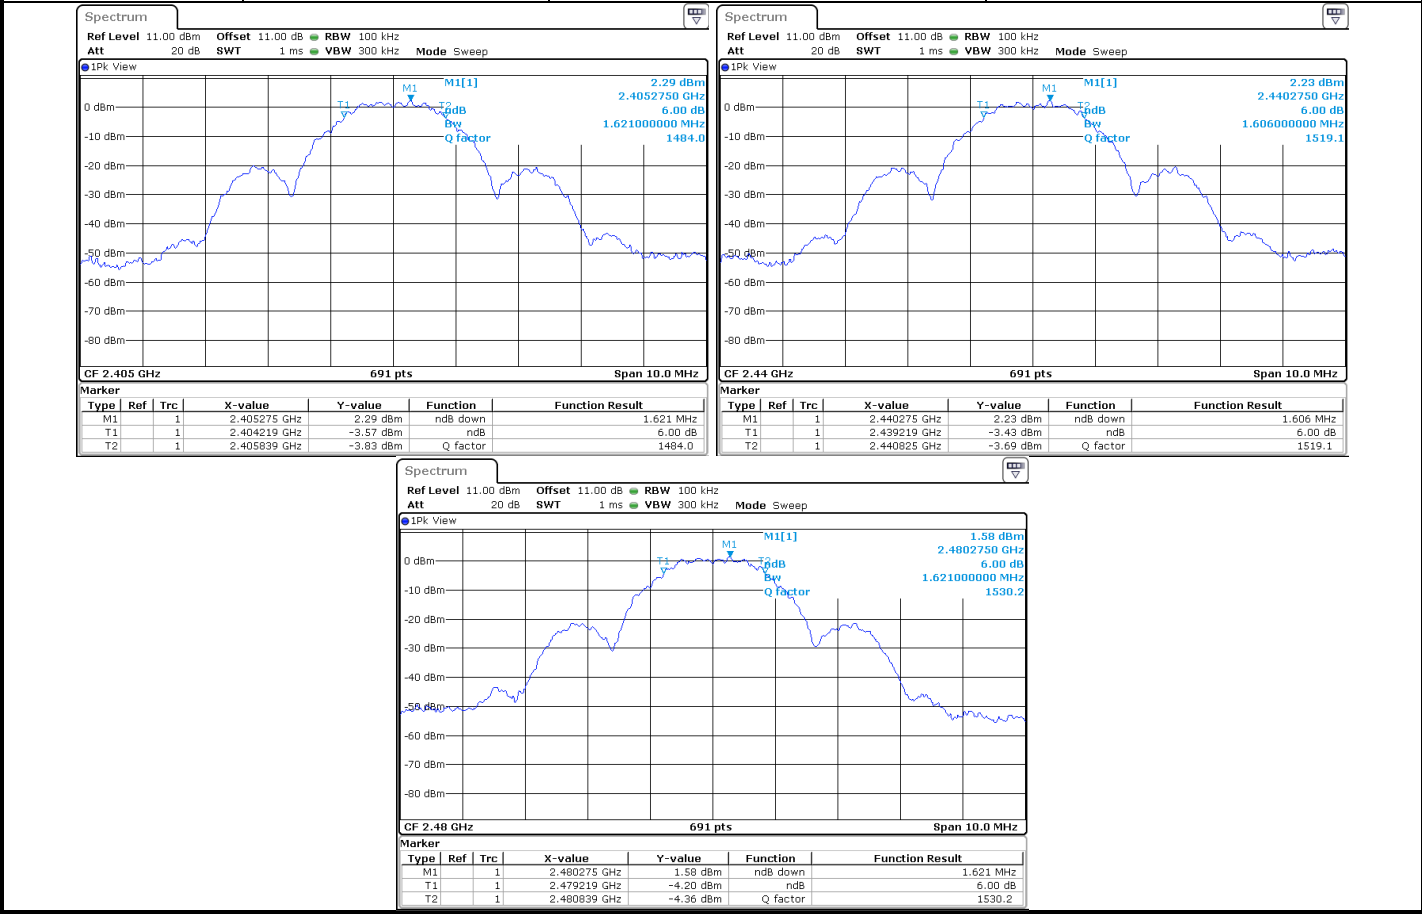 Spectrum
Ref Level 11.00 dBm Offset 11.00 dB RBW 100 kHz
Att 20 dB SWT 1 ms VBW 300 kHz Mode Sweep
1Pk View
M1[1] 2.29 dBm
2.4052750 GHz
ndB 6.00 dB
Bw 1.621000000 MHz
Q factor 1484.0
M1
T1
T2
0 dBm
-10 dBm
-20 dBm
-30 dBm
-40 dBm
-50 dBm
-60 dBm
-70 dBm
-80 dBm
CF 2.405 GHz 691 pts Span 10.0 MHz
Marker
Type Ref Trc X-value Y-value Function Function Result
M1 1 2.405275 GHz 2.29 dBm ndB down 1.621 MHz
T1 1 2.404219 GHz -3.57 dBm ndB 6.00 dB
T2 1 2.405839 GHz -3.83 dBm Q factor 1484.0
Spectrum
Ref Level 11.00 dBm Offset 11.00 dB RBW 100 kHz
Att 20 dB SWT 1 ms VBW 300 kHz Mode Sweep
1Pk View
M1[1] 2.23 dBm
2.4402750 GHz
ndB 6.00 dB
Bw 1.606000000 MHz
Q factor 1519.1
M1
T1
T2
0 dBm
-10 dBm
-20 dBm
-30 dBm
-40 dBm
-50 dBm
-60 dBm
-70 dBm
-80 dBm
CF 2.44 GHz 691 pts Span 10.0 MHz
Marker
Type Ref Trc X-value Y-value Function Function Result
M1 1 2.440275 GHz 2.23 dBm ndB down 1.606 MHz
T1 1 2.439219 GHz -3.43 dBm ndB 6.00 dB
T2 1 2.440825 GHz -3.69 dBm Q factor 1519.1
Spectrum
Ref Level 11.00 dBm Offset 11.00 dB RBW 100 kHz
Att 20 dB SWT 1 ms VBW 300 kHz Mode Sweep
1Pk View
M1[1] 1.58 dBm
2.4802750 GHz
ndB 6.00 dB
Bw 1.621000000 MHz
Q factor 1530.2
M1
T1
T2
0 dBm
-10 dBm
-20 dBm
-30 dBm
-40 dBm
-50 dBm
-60 dBm
-70 dBm
-80 dBm
CF 2.48 GHz 691 pts Span 10.0 MHz
Marker
Type Ref Trc X-value Y-value Function Function Result
M1 1 2.480275 GHz 1.58 dBm ndB down 1.621 MHz
T1 1 2.479219 GHz -4.20 dBm ndB 6.00 dB
T2 1 2.480839 GHz -4.36 dBm Q factor 1530.2